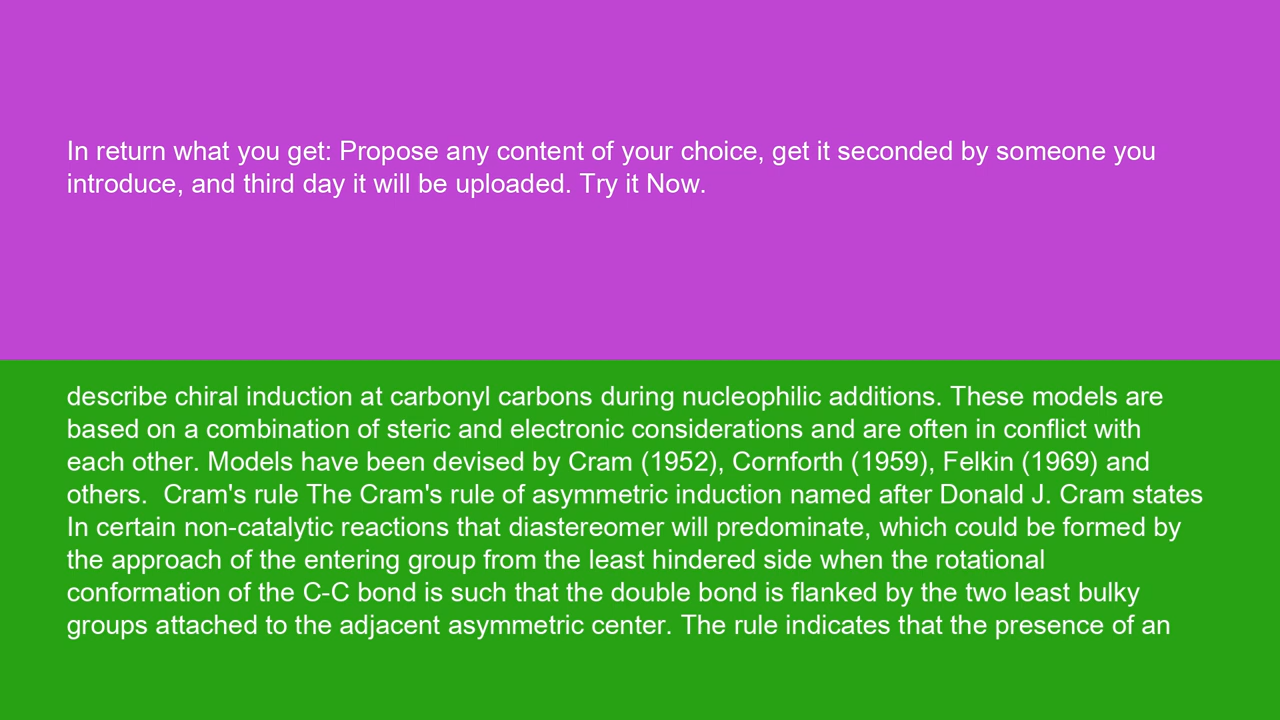 In return what you get: Propose any content of your choice, get it seconded by someone you
introduce, and third day it will be uploaded. Try it Now.
describe chiral induction at carbonyl carbons during nucleophilic additions. These models are
based on a combination of steric and electronic considerations and are often in conflict with
each other. Models have been devised by Cram (1952), Cornforth (1959), Felkin (1969) and
others.  Cram's rule The Cram's rule of asymmetric induction named after Donald J. Cram states
In certain non-catalytic reactions that diastereomer will predominate, which could be formed by
the approach of the entering group from the least hindered side when the rotational
conformation of the C-C bond is such that the double bond is flanked by the two least bulky
groups attached to the adjacent asymmetric center. The rule indicates that the presence of an